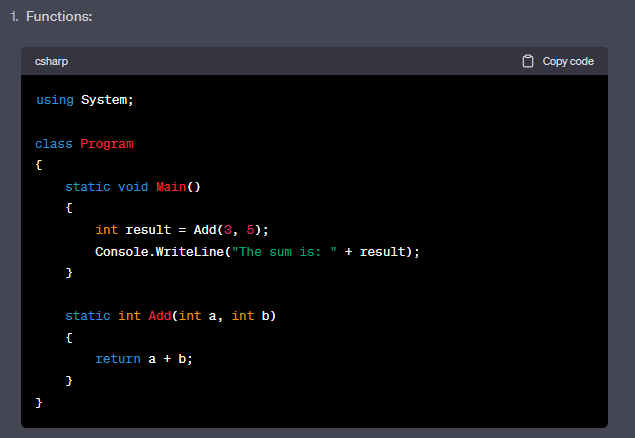 1. Functions:
csharp Copy code
using System;
class Program
{
static void Main()
{
int result = Add(3, 5);
Console.WriteLine("The sum is: " + result);
}
static int Add(int a, int b)
{
return a + b;
}
}